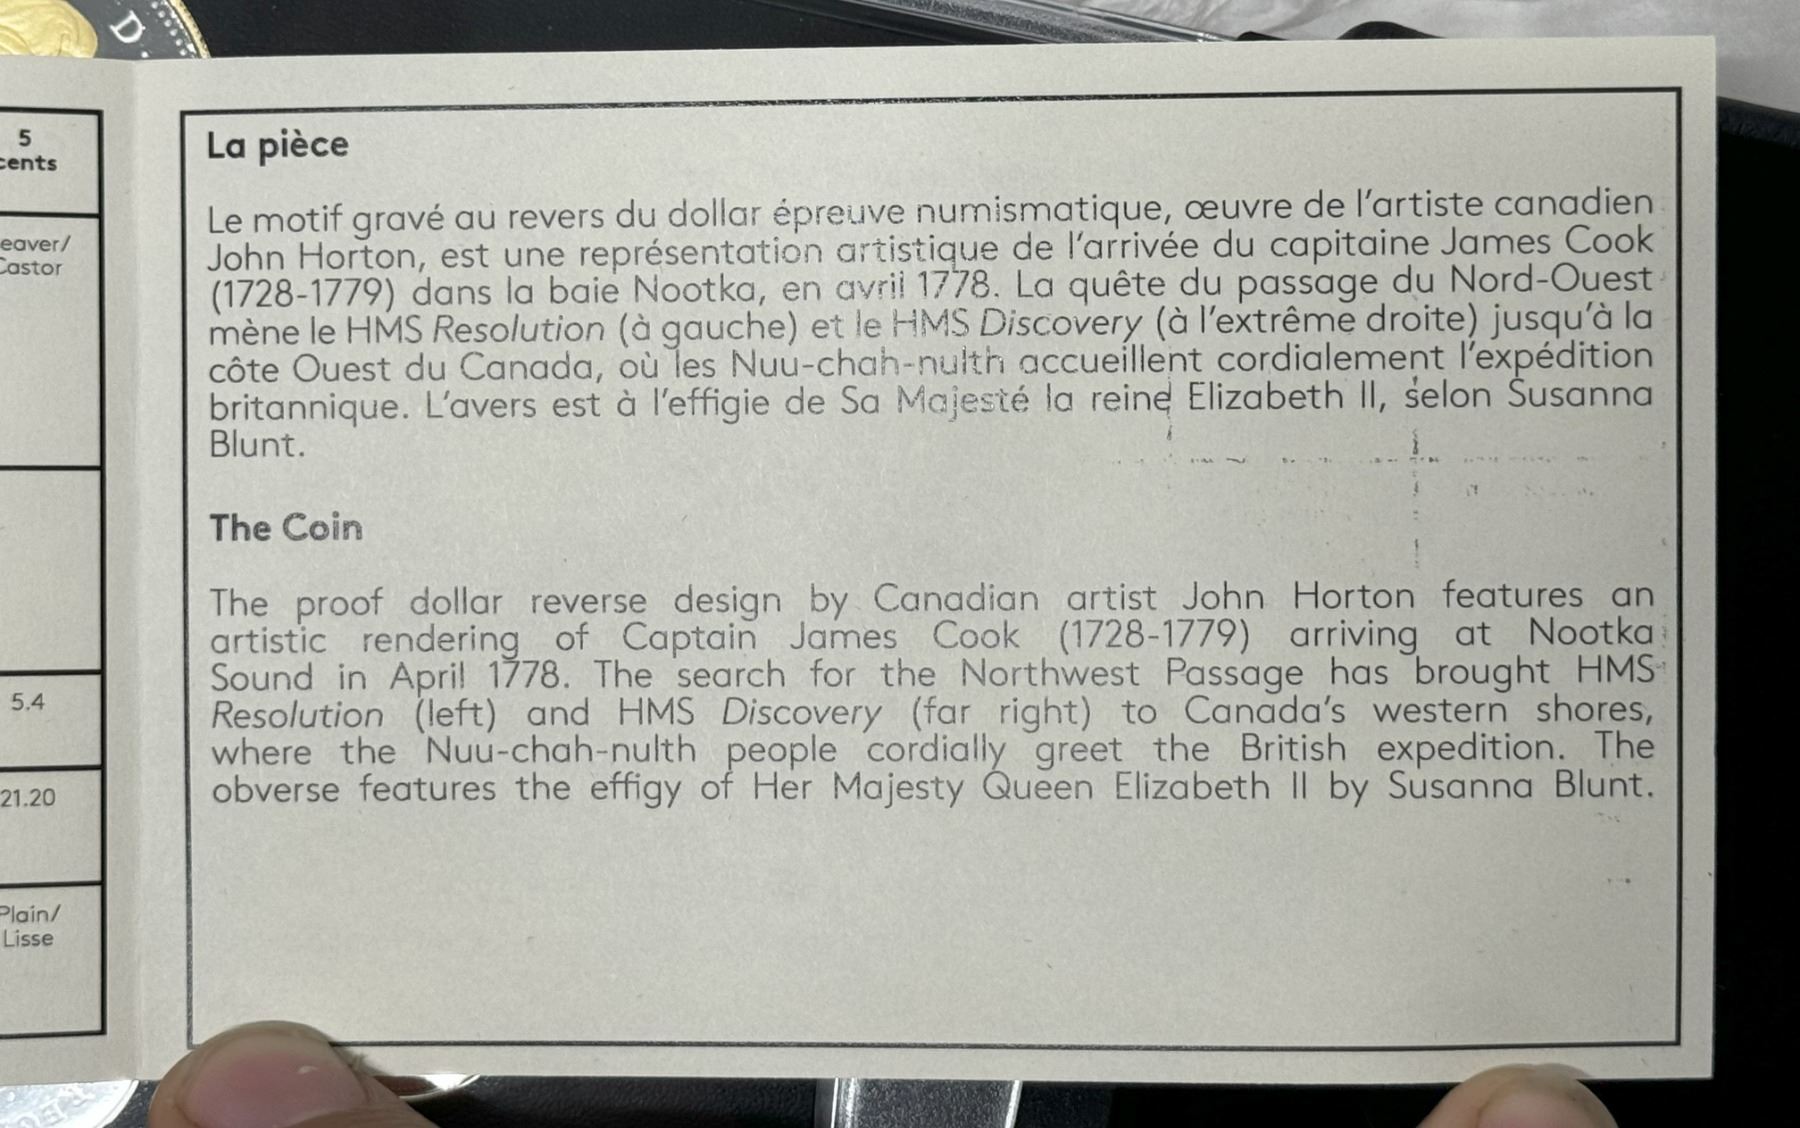 D
5
cents
eaver/
Castor
5.4
21.20
Plain/
Lisse
La pièce
Le motif gravé au revers du dollar épreuve numismatique, œuvre de l'artiste canadien
John Horton, est une représentation artistique de l'arrivée du capitaine James Cook
(1728-1779) dans la baie Nootka, en avril 1778. La quête du passage du Nord-Ouest
mène le HMS Resolution (à gauche) et le HMS Discovery (à l'extrême droite) jusqu'à la
côte Ouest du Canada, où les Nuu-chah-nulth accueillent cordialement l'expédition
britannique. L'avers est à l'effigie de Sa Majesté la reine Elizabeth II, selon Susanna
Blunt.
The Coin
The proof dollar reverse design by Canadian artist John Horton features an
artistic rendering of Captain James Cook (1728-1779) arriving at Nootka
Sound in April 1778. The search for the Northwest Passage has brought HMS
Resolution (left) and HMS Discovery (far right) to Canada's western shores,
where the Nuu-chah-nulth people cordially greet the British expedition. The
obverse features the effigy of Her Majesty Queen Elizabeth II by Susanna Blunt.